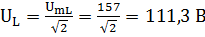 U_L = U_mL/√2 = 157/√2 = 111,3 В